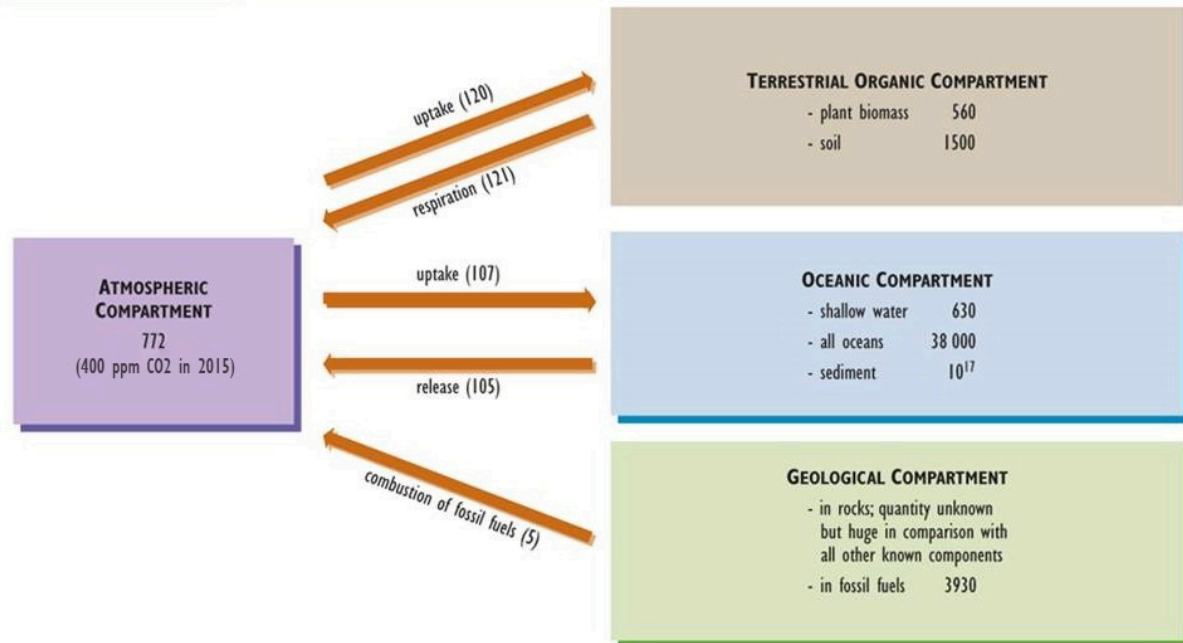 TERRESTRIAL ORGANIC COMPARTMENT
- plant biomass 560
- soil 1500
uptake (120)
respiration (121)
ATMOSPHERIC
COMPARTMENT
772
(400 ppm CO2 in 2015)
uptake (107)
release (105)
OCEANIC COMPARTMENT
- shallow water 630
- all oceans 38 000
- sediment 10¹⁷
combustion of fossil fuels (5)
GEOLOGICAL COMPARTMENT
- in rocks; quantity unknown
but huge in comparison with
all other known components
- in fossil fuels 3930